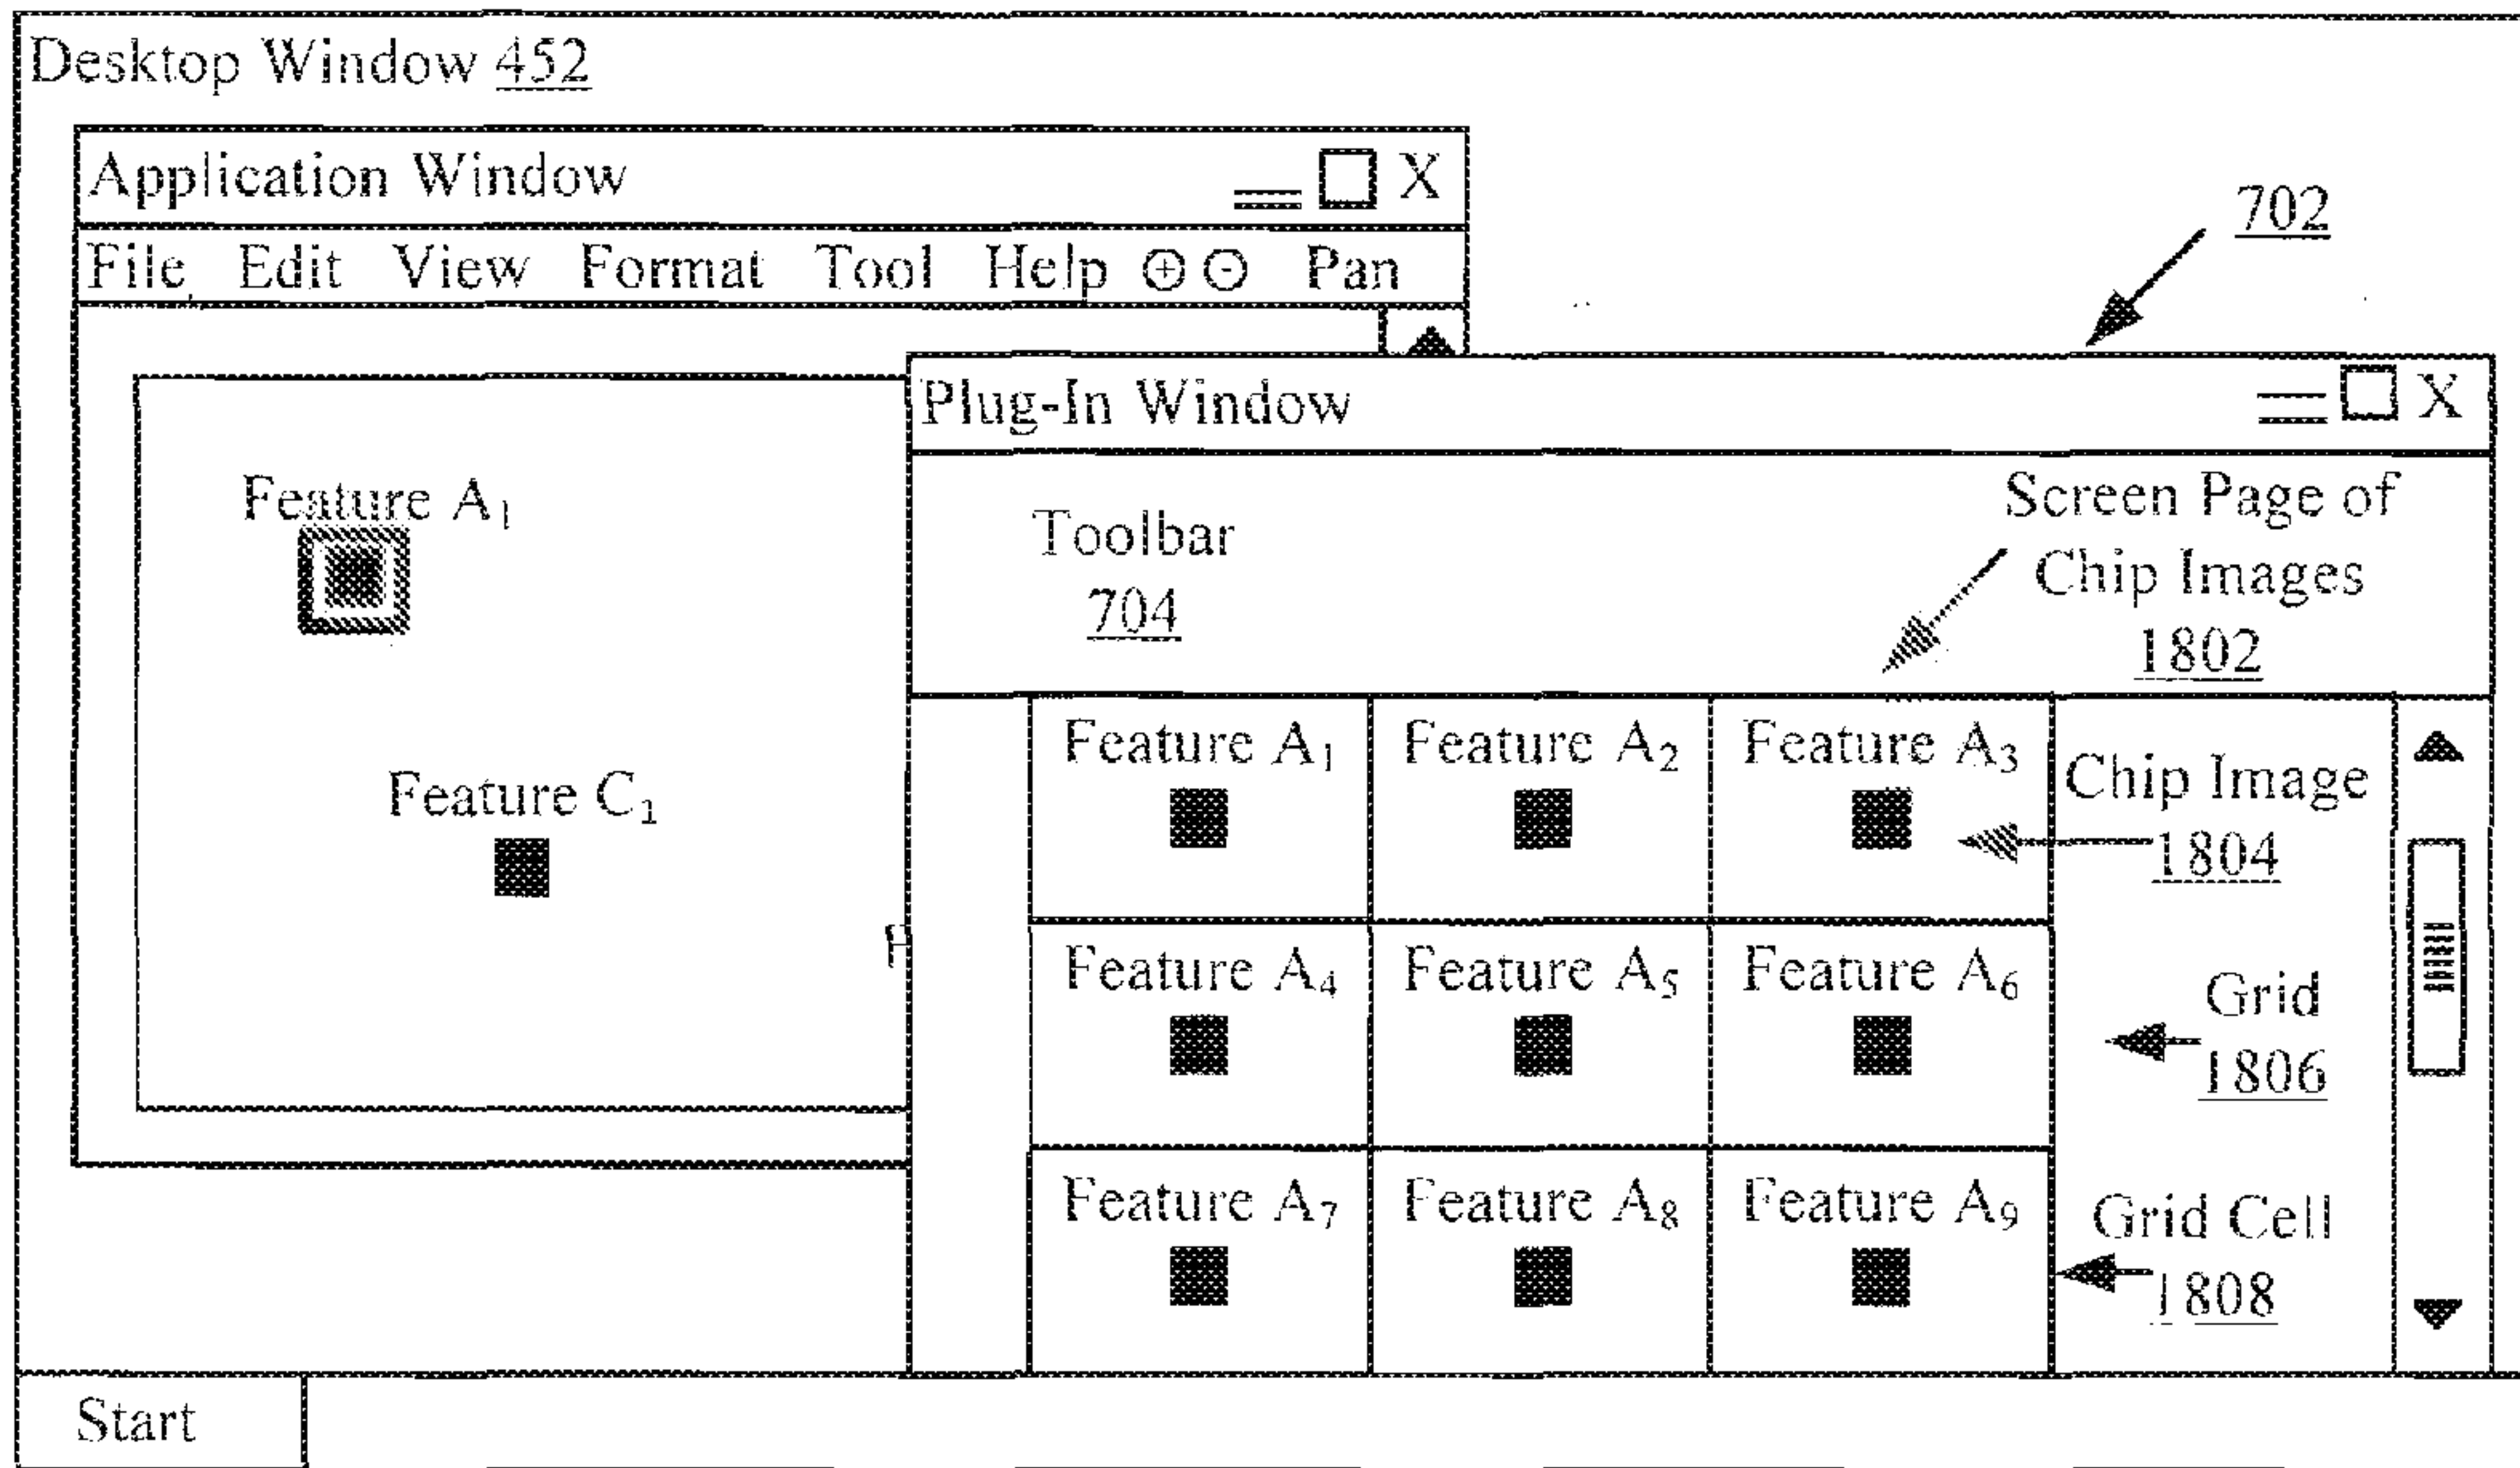 Desktop Window 452
Application Window X
File Edit View Format Tool Help + - Pan
702
Plug-In Window X
Feature A₁
Feature C₁
Toolbar
704
Screen Page of
Chip Images
1802
Feature A₁ Feature A₂ Feature A₃
Chip Image
1804
Feature A₄ Feature A₅ Feature A₆
Grid
1806
Feature A₇ Feature A₈ Feature A₉
Grid Cell
1808
Start